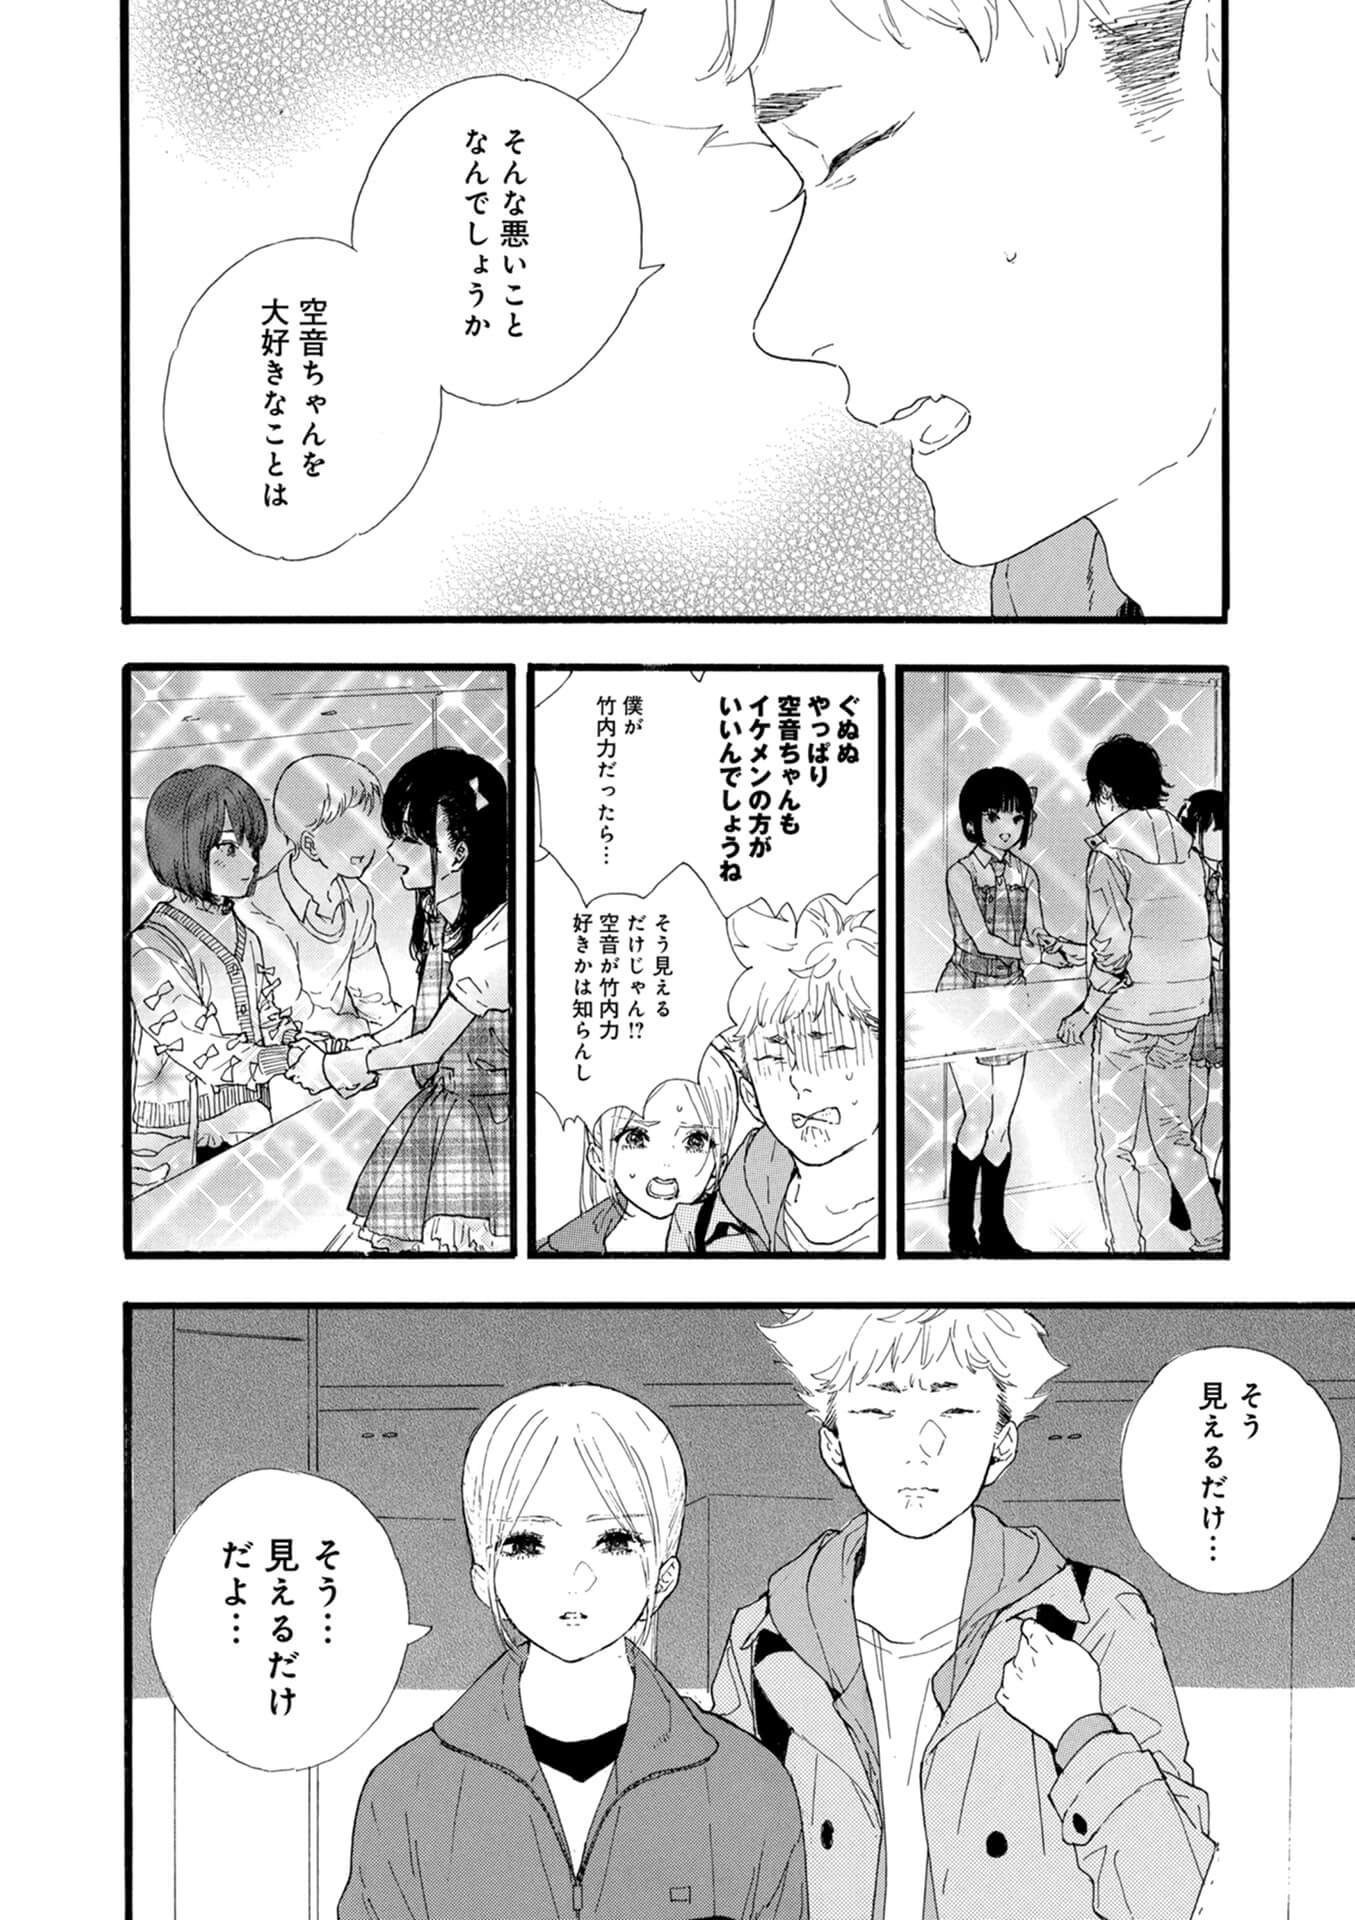 そんな悪いこと
なんでしょうか
空音ちゃんを
大好きなことは
ぐぬぬ
やっぱり
空音ちゃんも
イケメンの方が
いいんでしょうね
僕が
竹内力だったら…
そう見える
だけじゃん!?
空音が竹内力
好きかは知らんし
そう
見えるだけ…
そう…
見えるだけ
だよ…